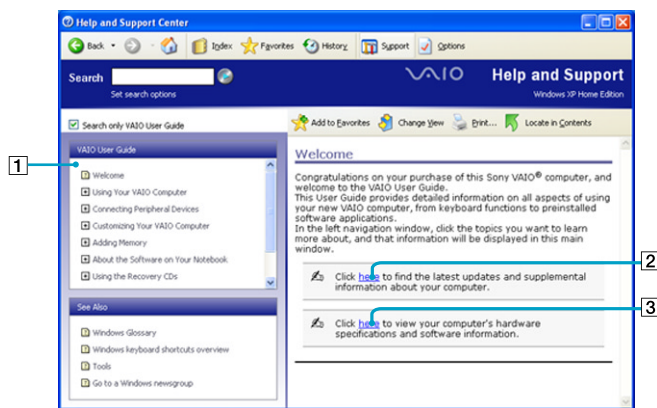 Help and Support Center
Back Index Favorites History Support Options
Search
Set search options
VAIO Help and Support
Windows XP Home Edition
Search only VAIO User Guide
Add to Favorites Change View Print... Locate in Contents
1
VAIO User Guide
Welcome
Using Your VAIO Computer
Connecting Peripheral Devices
Customizing Your VAIO Computer
Adding Memory
About the Software on Your Notebook
Using the Recovery CDs
See Also
Windows Glossary
Windows keyboard shortcuts overview
Tools
Go to a Windows newsgroup
Welcome
Congratulations on your purchase of this Sony VAIO® computer, and
welcome to the VAIO User Guide.
This User Guide provides detailed information on all aspects of using
your new VAIO computer, from keyboard functions to preinstalled
software applications.
In the left navigation window, click the topics you want to learn
more about, and that information will be displayed in this main
window.
Click here to find the latest updates and supplemental
information about your computer.
2
Click here to view your computer's hardware
specifications and software information.
3